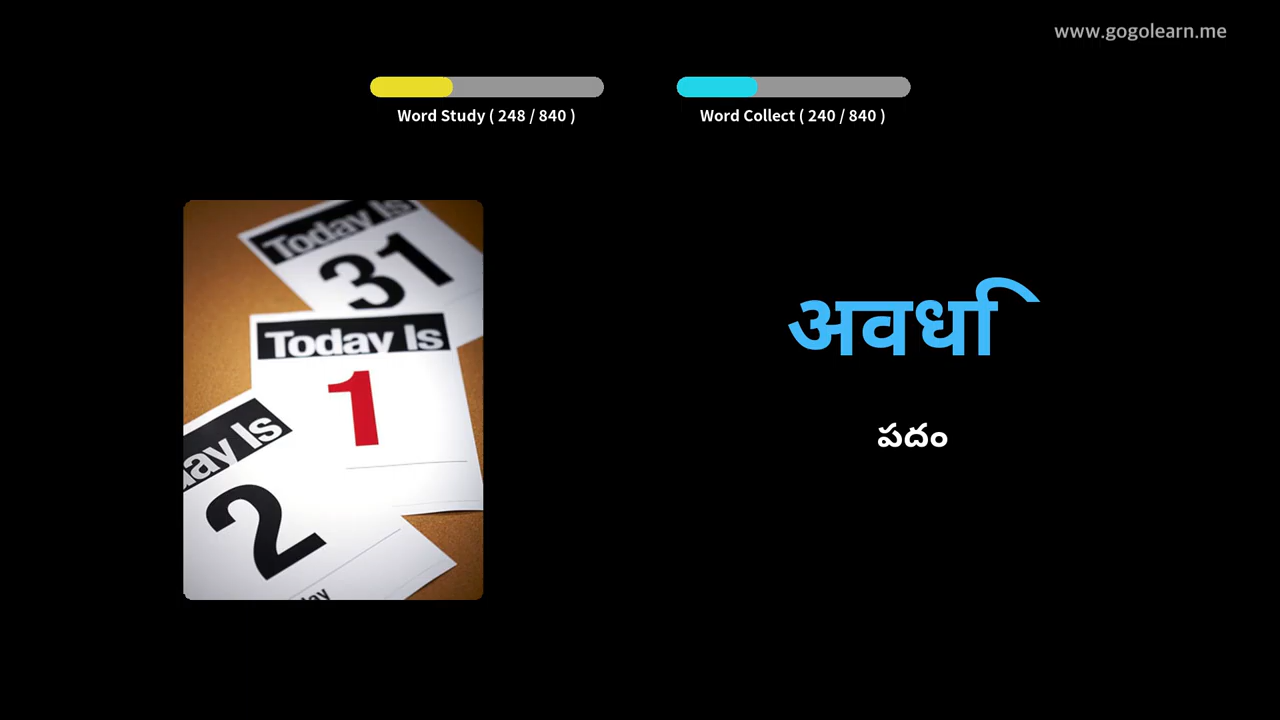 www.gogolearn.me
Word Study ( 248 / 840 )
Word Collect ( 240 / 840 )
Today Is
31
Today Is
1
ay Is
2
day
अवधि
పదం